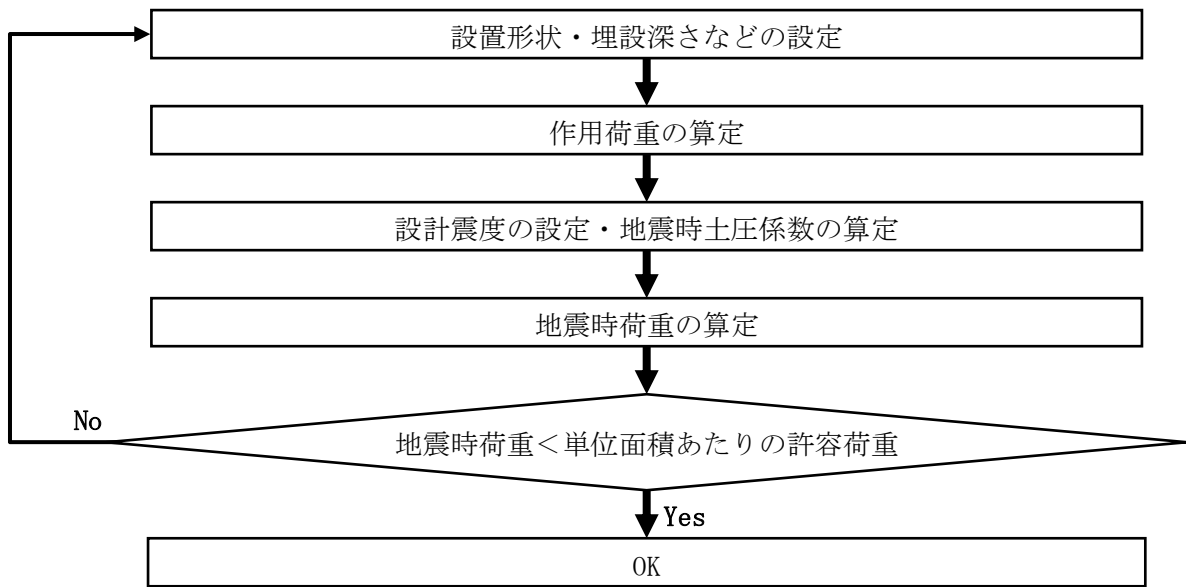 設置形状・埋設深さなどの設定
作用荷重の算定
設計震度の設定・地震時土圧係数の算定
地震時荷重の算定
No
地震時荷重＜単位面積あたりの許容荷重
Yes
OK